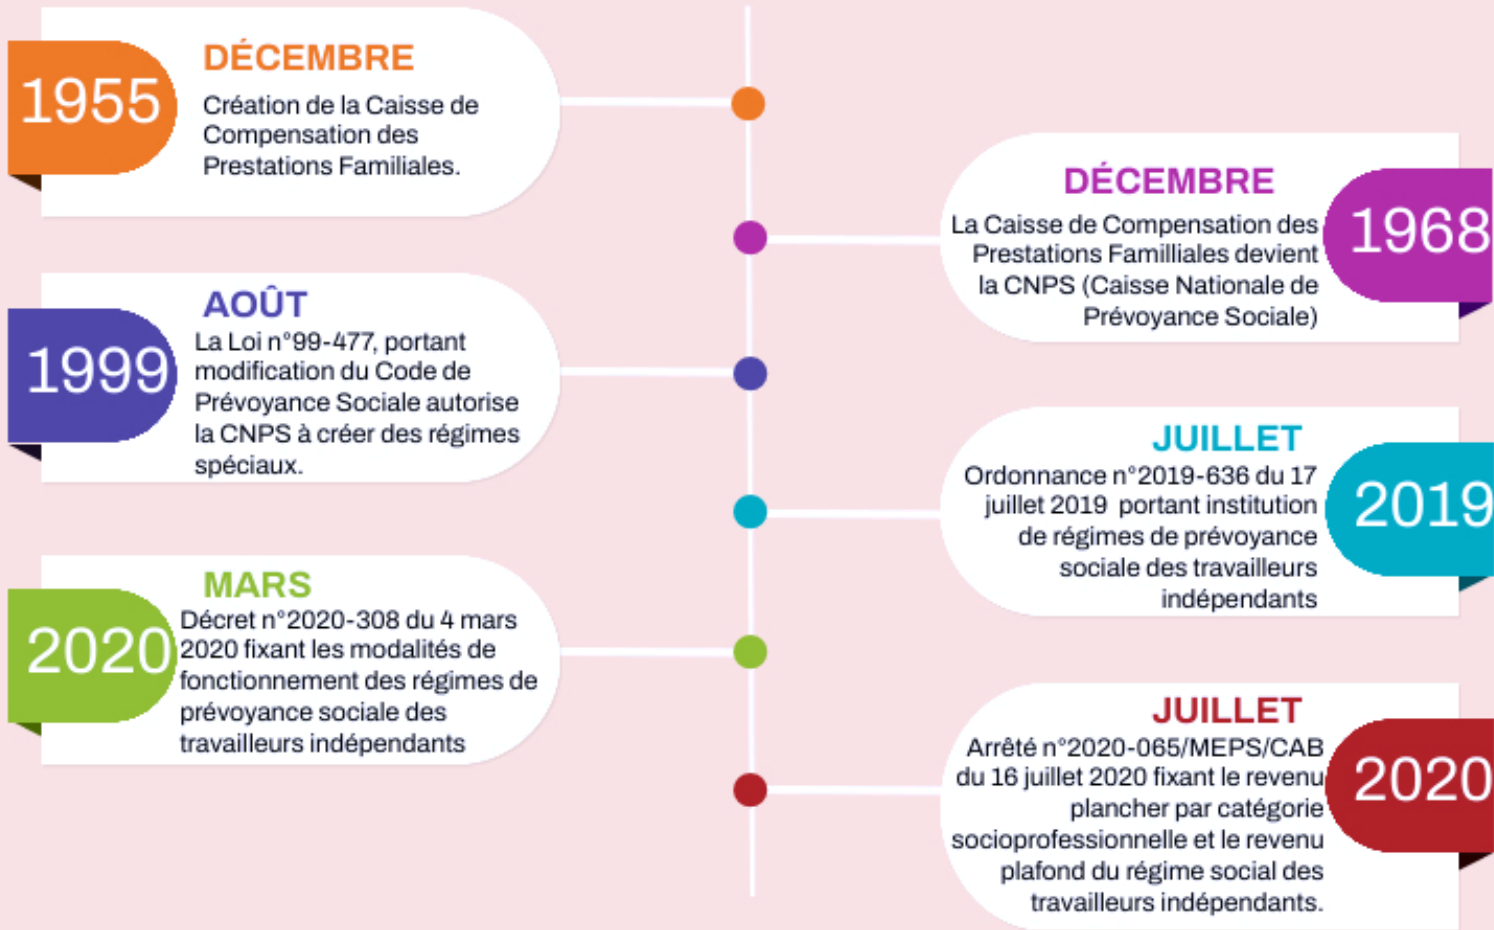 1955
DÉCEMBRE
Création de la Caisse de
Compensation des
Prestations Familiales.
DÉCEMBRE
La Caisse de Compensation des
Prestations Familliales devient
la CNPS (Caisse Nationale de
Prévoyance Sociale)
1968
1999
AOÛT
La Loi n°99-477, portant
modification du Code de
Prévoyance Sociale autorise
la CNPS à créer des régimes
spéciaux.
JUILLET
Ordonnance n°2019-636 du 17
juillet 2019 portant institution
de régimes de prévoyance
sociale des travailleurs
indépendants
2019
2020
MARS
Décret n°2020-308 du 4 mars
2020 fixant les modalités de
fonctionnement des régimes de
prévoyance sociale des
travailleurs indépendants
JUILLET
Arrêté n°2020-065/MEPS/CAB
du 16 juillet 2020 fixant le revenu
plancher par catégorie
socioprofessionnelle et le revenu
plafond du régime social des
travailleurs indépendants.
2020